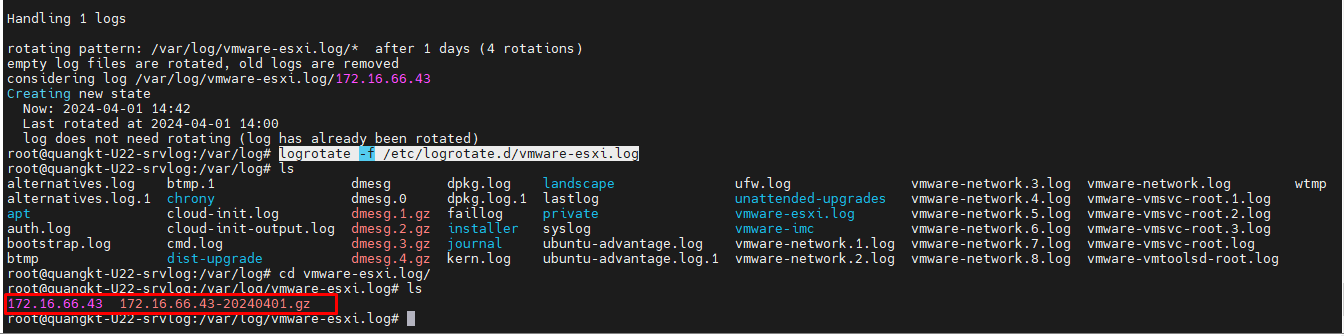 Handling 1 logs
rotating pattern: /var/log/vmware-esxi.log/*  after 1 days (4 rotations)
empty log files are rotated, old logs are removed
considering log /var/log/vmware-esxi.log/172.16.66.43
Creating new state
  Now: 2024-04-01 14:42
  Last rotated at 2024-04-01 14:00
  log does not need rotating (log has already been rotated)
root@quangkt-U22-srvlog:/var/log# logrotate -f /etc/logrotate.d/vmware-esxi.log
root@quangkt-U22-srvlog:/var/log# ls
alternatives.log    btmp.1                 dmesg       dpkg.log    landscape              ufw.log               vmware-network.3.log  vmware-network.log       wtmp
alternatives.log.1  chrony                 dmesg.0     dpkg.log.1  lastlog                unattended-upgrades   vmware-network.4.log  vmware-vmsvc-root.1.log
apt                 cloud-init.log         dmesg.1.gz  faillog     private                vmware-esxi.log       vmware-network.5.log  vmware-vmsvc-root.2.log
auth.log            cloud-init-output.log  dmesg.2.gz  installer   syslog                 vmware-imc            vmware-network.6.log  vmware-vmsvc-root.3.log
bootstrap.log       cmd.log                dmesg.3.gz  journal     ubuntu-advantage.log   vmware-network.1.log  vmware-network.7.log  vmware-vmsvc-root.log
btmp                dist-upgrade           dmesg.4.gz  kern.log    ubuntu-advantage.log.1 vmware-network.2.log  vmware-network.8.log  vmware-vmtoolsd-root.log
root@quangkt-U22-srvlog:/var/log# cd vmware-esxi.log/
root@quangkt-U22-srvlog:/var/log/vmware-esxi.log# ls
172.16.66.43  172.16.66.43-20240401.gz
root@quangkt-U22-srvlog:/var/log/vmware-esxi.log#